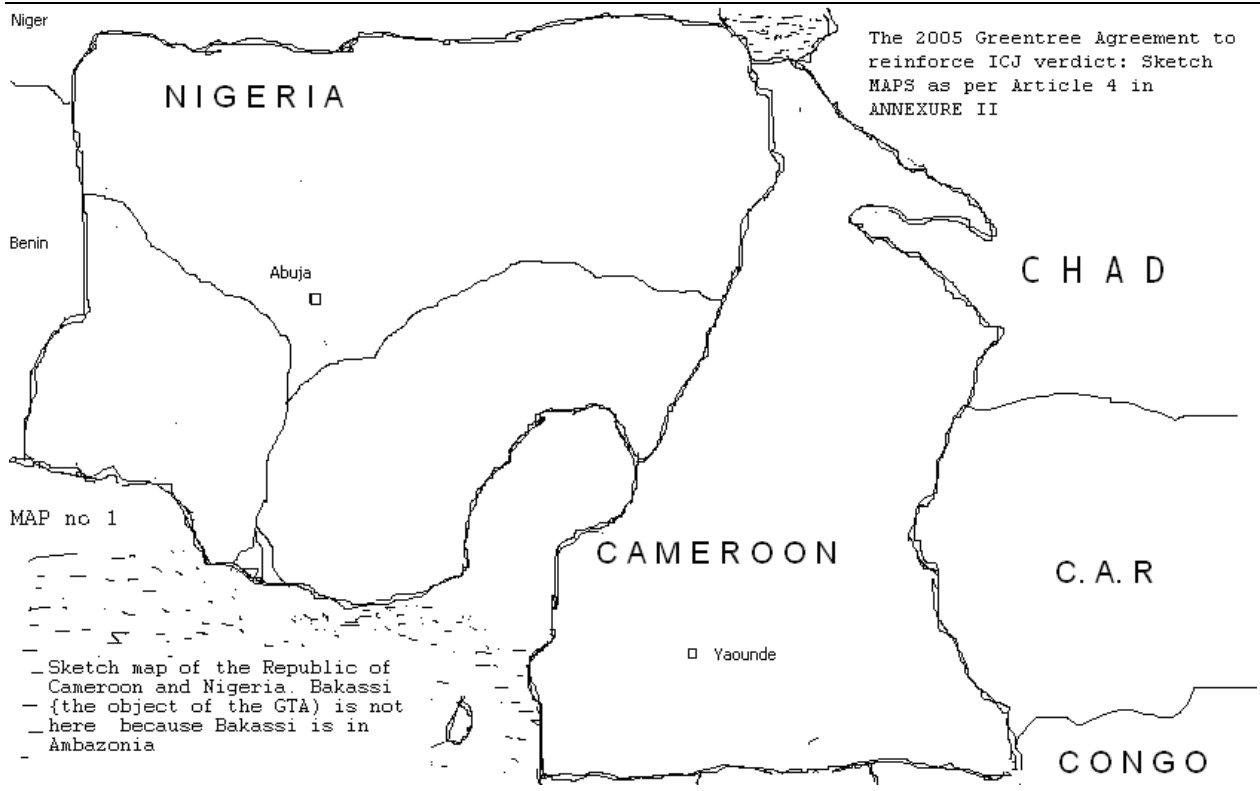 Niger
The 2005 Greentree Agreement to
reinforce ICJ verdict: Sketch
MAPS as per Article 4 in
ANNEXURE II
NIGERIA
Benin
Abuja
CHAD
MAP no 1
CAMEROON
C.A.R
Yaounde
Sketch map of the Republic of
Cameroon and Nigeria. Bakassi
{the object of the GTA) is not
here because Bakassi is in
Ambazonia
CONGO